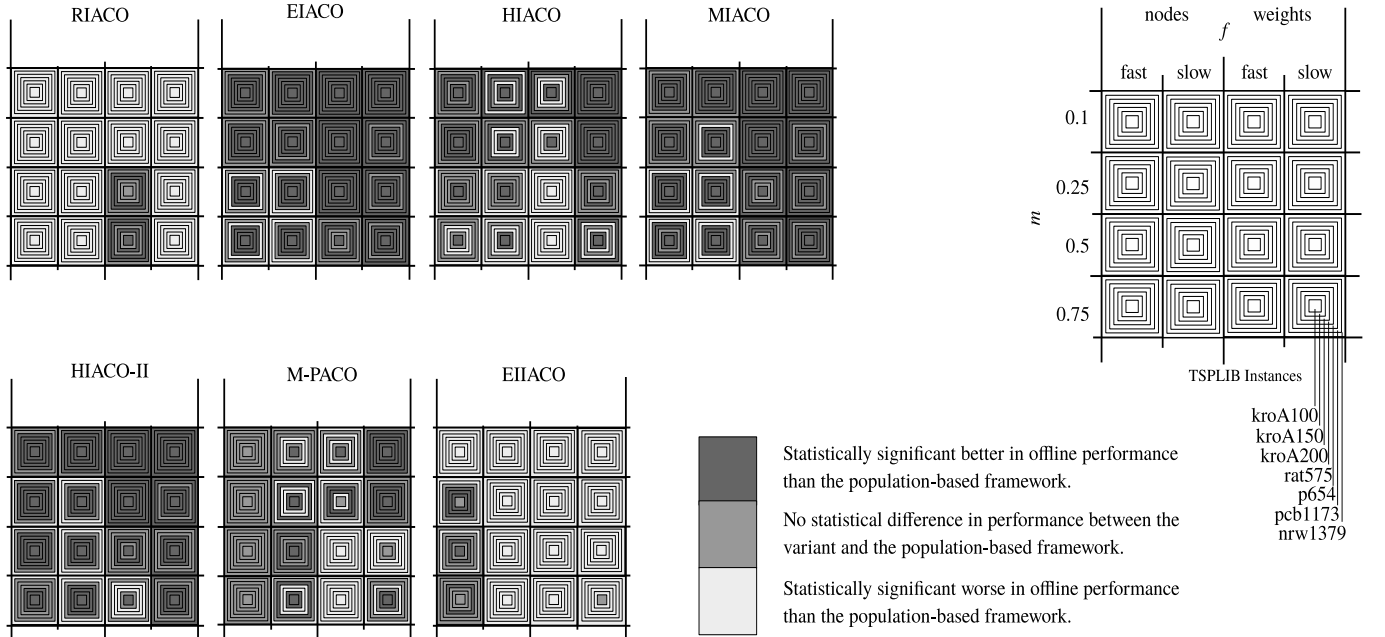 RIACO
EIACO
HIACO
MIACO
nodes
weights
f
fast
slow
fast
slow
0.1
0.25
m
0.5
0.75
TSPLIB Instances
kroA100
kroA150
kroA200
rat575
p654
pcb1173
nrw1379
HIACO-II
M-PACO
EIIACO
Statistically significant better in offline performance
than the population-based framework.
No statistical difference in performance between the
variant and the population-based framework.
Statistically significant worse in offline performance
than the population-based framework.